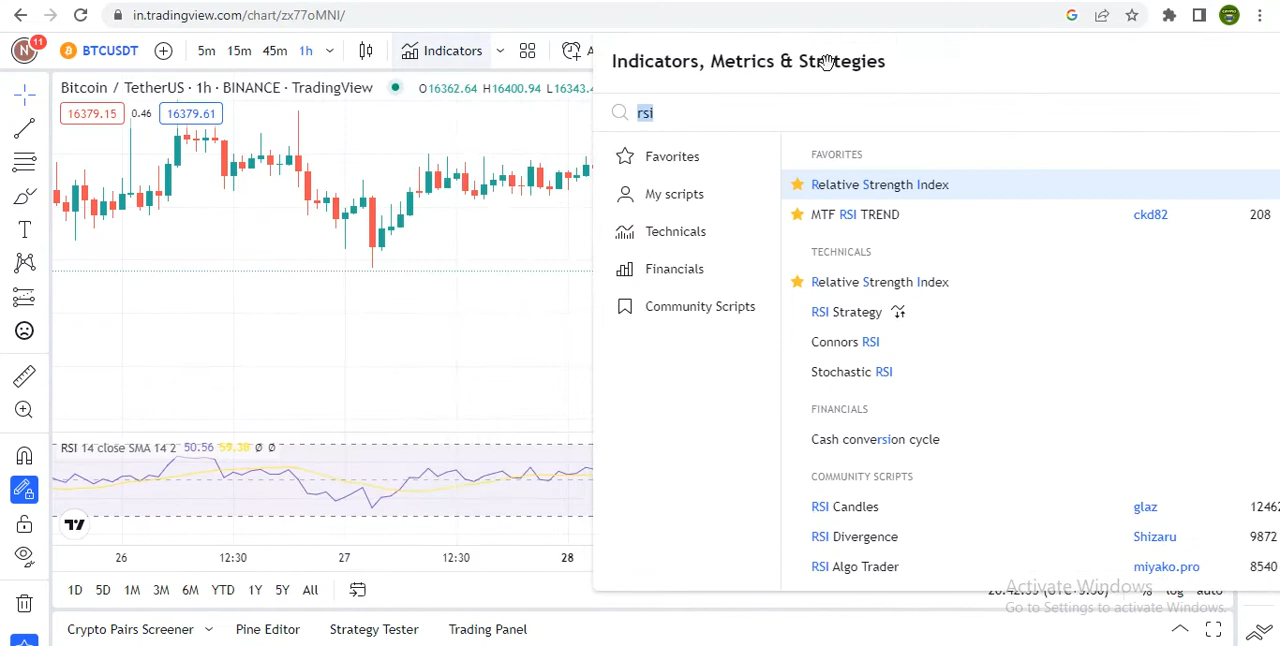 in.tradingview.com/chart/zx77oMNI/
N 11 BTCUSDT 5m 15m 45m 1h Indicators A
Bitcoin / TetherUS · 1h · BINANCE · TradingView O16362.64 H16400.94 L16343.4
16379.15 0.46 16379.61
Indicators, Metrics & Strategies
rsi
Favorites
My scripts
Technicals
Financials
Community Scripts
FAVORITES
Relative Strength Index
MTF RSI TREND ckd82 208
TECHNICALS
Relative Strength Index
RSI Strategy
Connors RSI
Stochastic RSI
FINANCIALS
Cash conversion cycle
COMMUNITY SCRIPTS
RSI Candles glaz 12462
RSI Divergence Shizaru 9872
RSI Algo Trader miyako.pro 8540
RSI 14 close SMA 14 2 50.56 59.38 Ø Ø
26 12:30 27 12:30 28
1D 5D 1M 3M 6M YTD 1Y 5Y All
% log auto
Activate Windows
Go to Settings to activate Windows.
Crypto Pairs Screener Pine Editor Strategy Tester Trading Panel